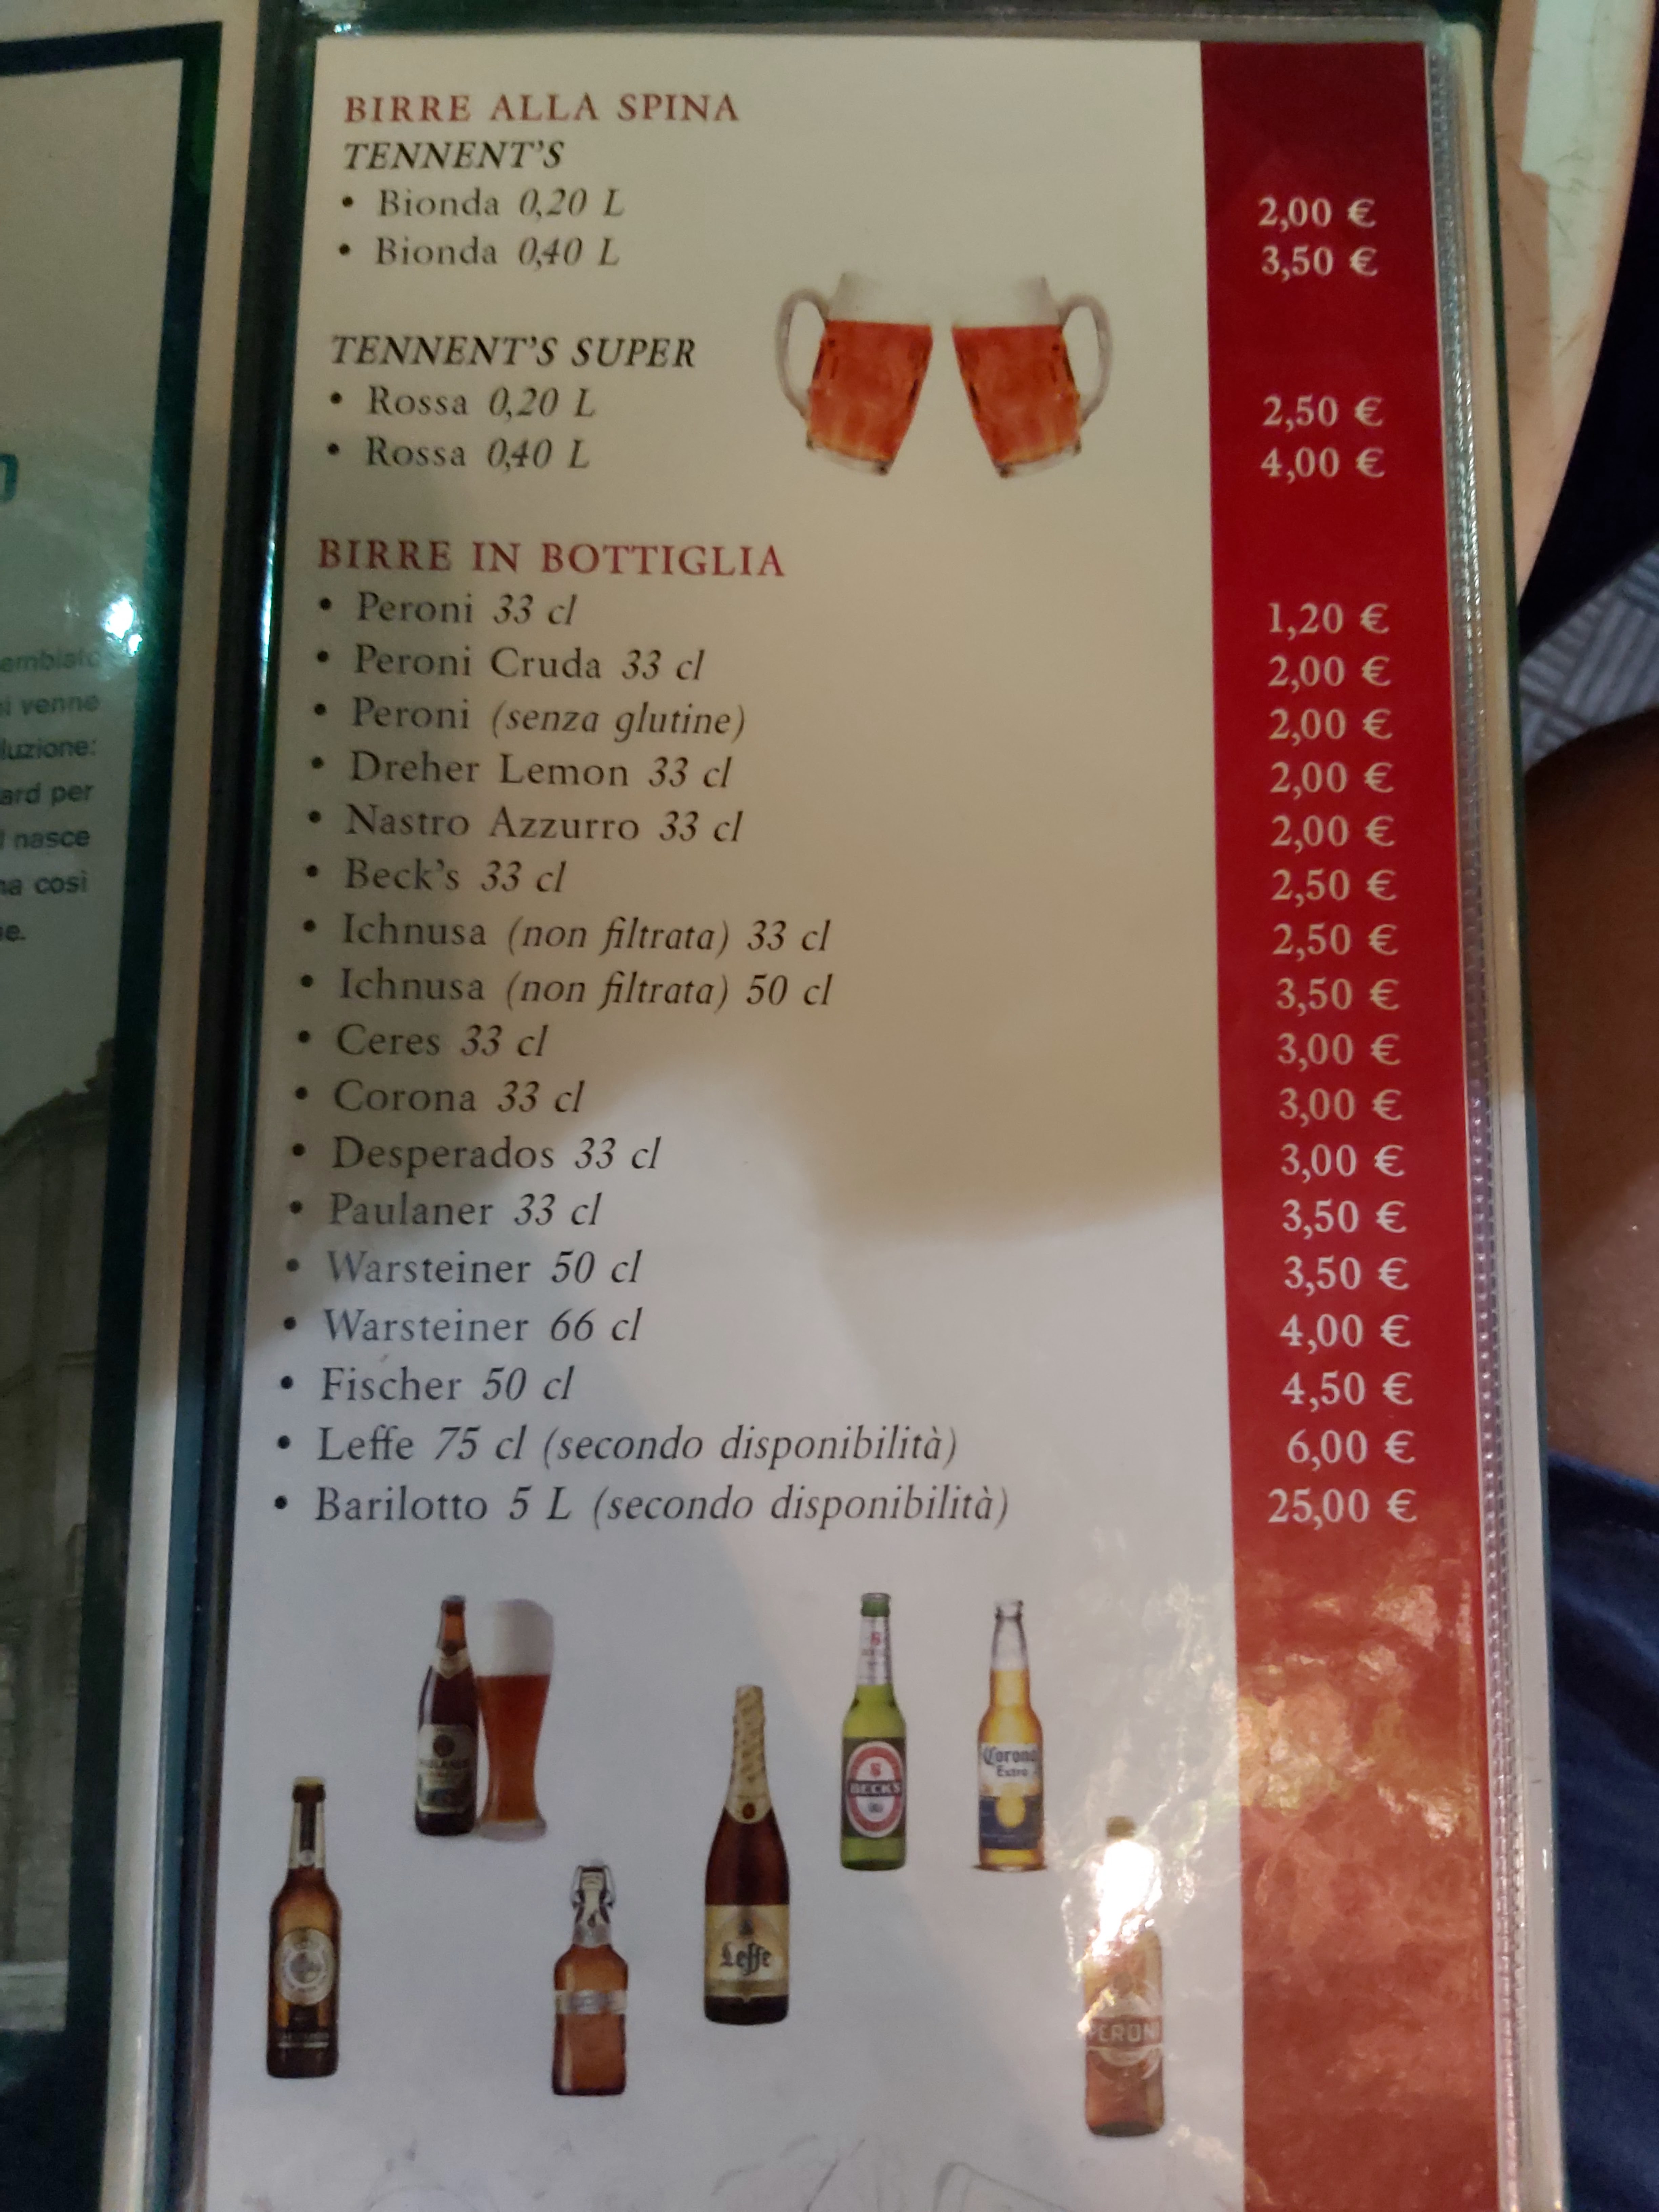 BIRRE ALLA SPINA
TENNENT'S
• Bionda 0,20 L 2,00 €
• Bionda 0,40 L 3,50 €
TENNENT'S SUPER
• Rossa 0,20 L 2,50 €
• Rossa 0,40 L 4,00 €
BIRRE IN BOTTIGLIA
• Peroni 33 cl 1,20 €
• Peroni Cruda 33 cl 2,00 €
• Peroni (senza glutine) 2,00 €
• Dreher Lemon 33 cl 2,00 €
• Nastro Azzurro 33 cl 2,00 €
• Beck's 33 cl 2,50 €
• Ichnusa (non filtrata) 33 cl 2,50 €
• Ichnusa (non filtrata) 50 cl 3,50 €
• Ceres 33 cl 3,00 €
• Corona 33 cl 3,00 €
• Desperados 33 cl 3,00 €
• Paulaner 33 cl 3,50 €
• Warsteiner 50 cl 3,50 €
• Warsteiner 66 cl 4,00 €
• Fischer 50 cl 4,50 €
• Leffe 75 cl (secondo disponibilità) 6,00 €
• Barilotto 5 L (secondo disponibilità) 25,00 €
venne
per
nasce
così
BECK'S
Corona
Extra
Leffe
PERONI